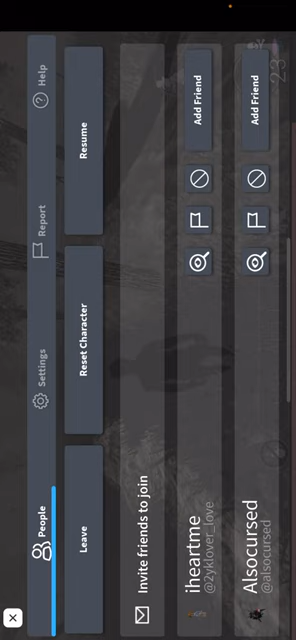 People
Settings
Report
Help
Leave
Reset Character
Resume
Invite friends to join
iheartme
@2yklover_love
Add Friend
Alsocursed
@alsocursed
Add Friend
23